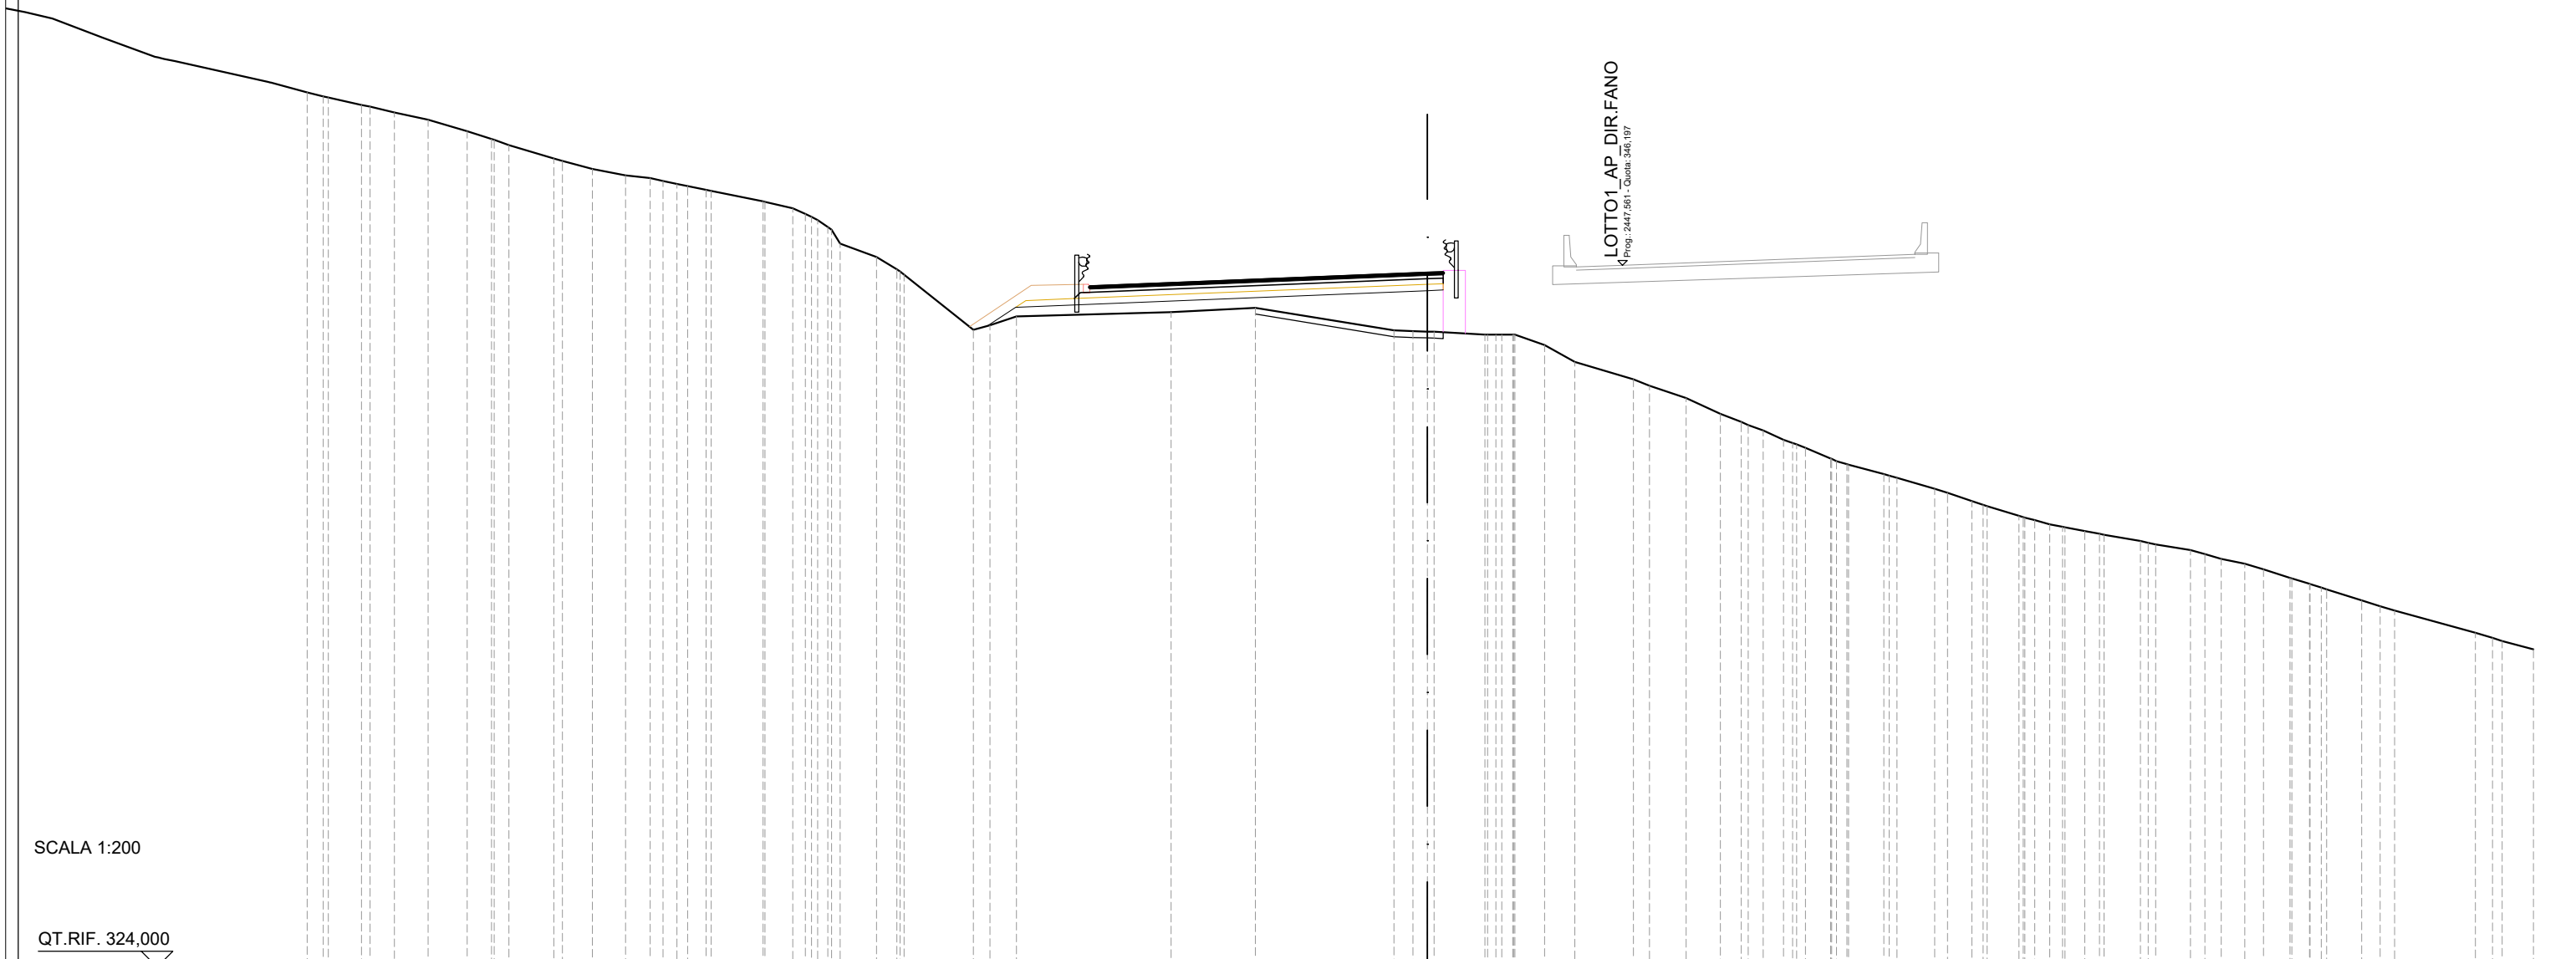 LOTTO1_AP_DIR.FANO
Prog.: 2447,561 - Quota: 346,197
SCALA 1:200
QT.RIF. 324,000